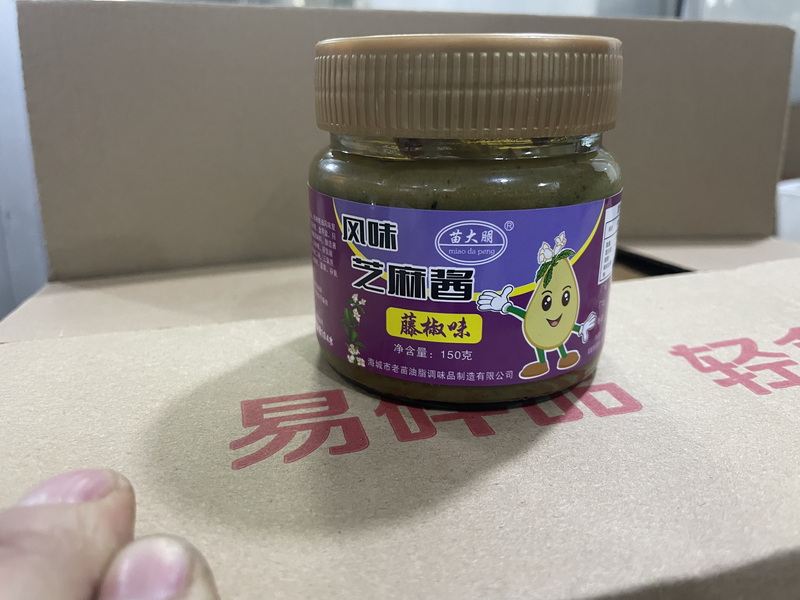 风味
苗大朋®
miao da peng
芝麻酱
藤椒味
净含量：150克
海城市老苗油脂调味品制造有限公司
易碎品 轻